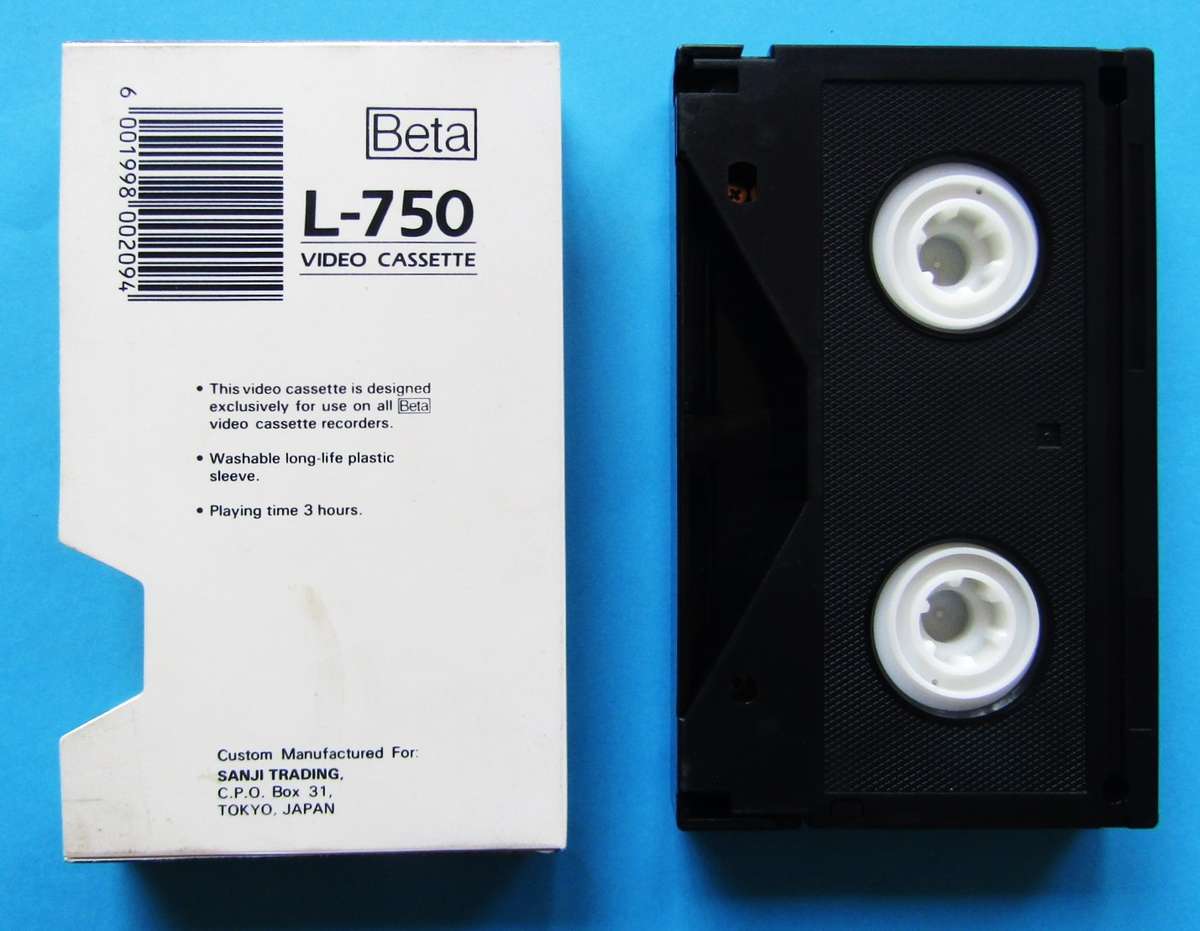 6 001998 002094
Beta
L-750
VIDEO CASSETTE
• This video cassette is designed
exclusively for use on all Beta
video cassette recorders.
• Washable long-life plastic
sleeve.
• Playing time 3 hours.
Custom Manufactured For:
SANJI TRADING,
C.P.O. Box 31,
TOKYO, JAPAN